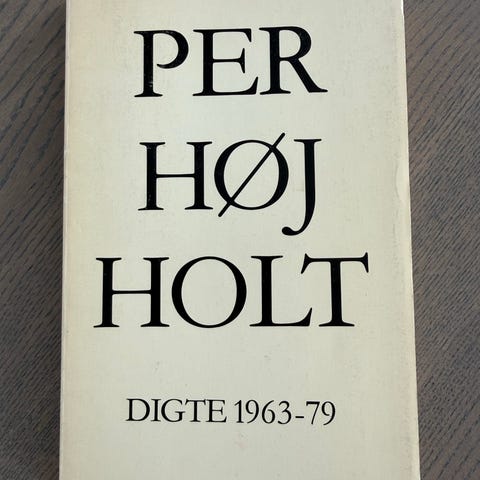 PER
HØJ
HOLT
DIGTE 1963-79